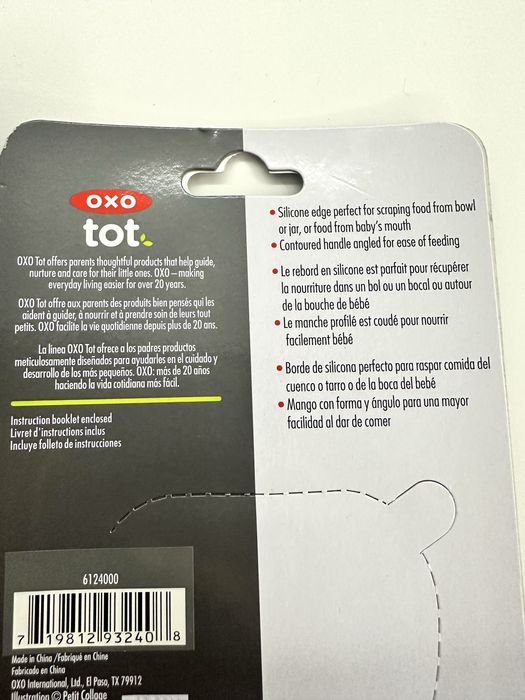 OXO
tot
OXO Tot offers parents thoughtful products that help guide,
nurture and care for their little ones. OXO – making
everyday living easier for over 20 years.
OXO Tot offre aux parents des produits bien pensés qui les
aident à guider, à nourrir et à prendre soin de leurs tout
petits. OXO facilite la vie quotidienne depuis plus de 20 ans.
La línea OXO Tot ofrece a los padres productos
meticulosamente diseñados para ayudarles en el cuidado y
desarrollo de los más pequeños. OXO: más de 20 años
haciendo la vida cotidiana más fácil.
Instruction booklet enclosed
Livret d'instructions inclus
Incluye folleto de instrucciones
• Silicone edge perfect for scraping food from bowl
or jar, or food from baby's mouth
• Contoured handle angled for ease of feeding
• Le rebord en silicone est parfait pour récupérer
la nourriture dans un bol ou un bocal ou autour
de la bouche de bébé
• Le manche profilé est coudé pour nourrir
facilement bébé
• Borde de silicona perfecto para raspar comida del
cuenco o tarro o de la boca del bebé
• Mango con forma y ángulo para una mayor
facilidad al dar de comer
6124000
7 19812 93240 8
Made in China /Fabriqué en Chine
Fabricado en China
OXO International, Ltd., El Paso, TX 79912
Illustration © Petit Collage